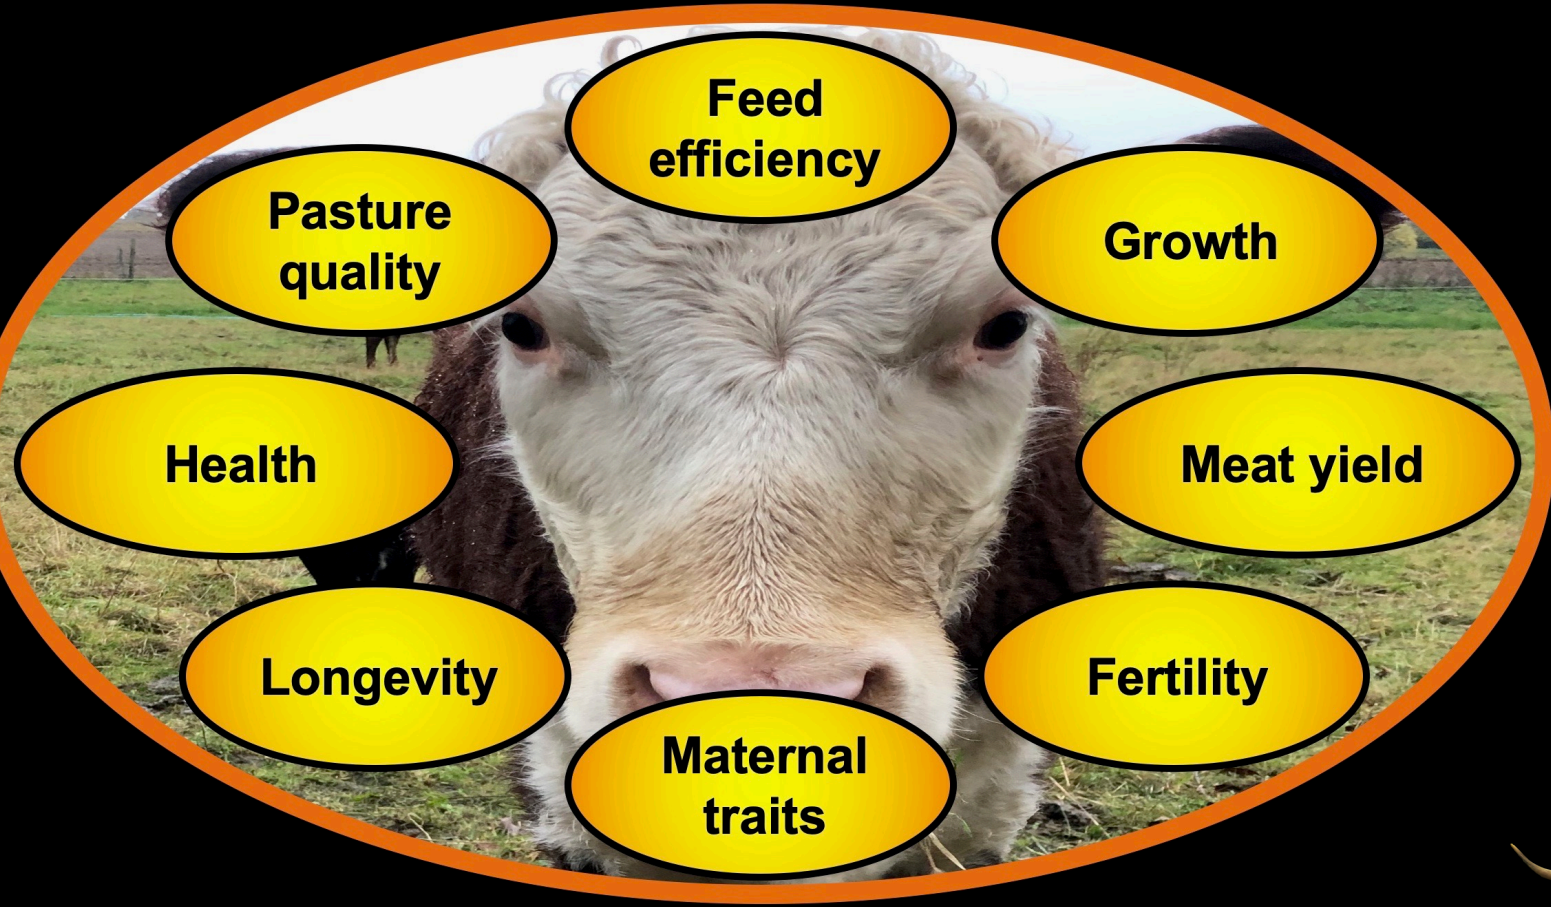 Feed
efficiency
Pasture
quality
Growth
Health
Meat yield
Longevity
Fertility
Maternal
traits